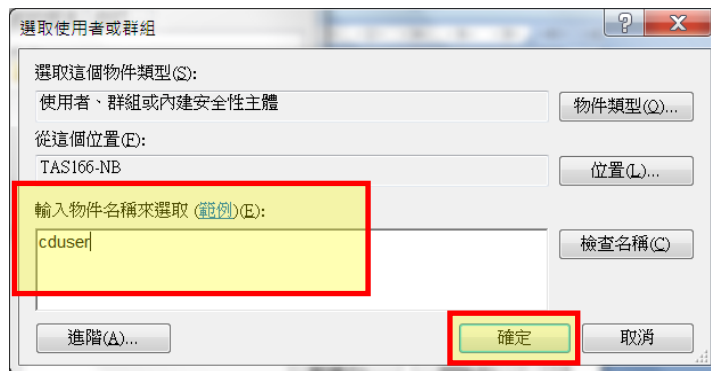 選取使用者或群組
選取這個物件類型(S):
使用者、群組或內建安全性主體
物件類型(O)...
從這個位置(F):
TAS166-NB
位置(L)...
輸入物件名稱來選取 (範例)(E):
cduser
檢查名稱(C)
進階(A)...
確定
取消